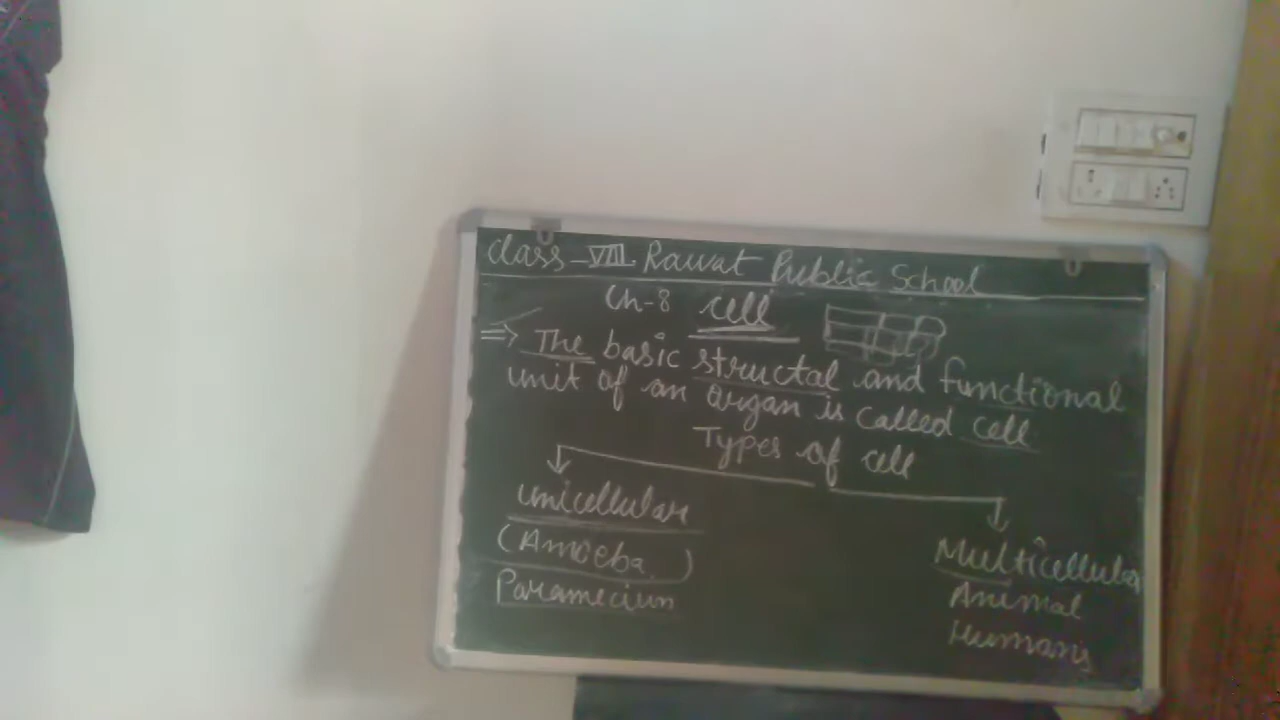 Class-VIII Rawat Public School
Ch-8 cell
⇒ The basic structal and functional
unit of an organ is called cell
Types of cell
unicellular
(Amoeba)
Paramecium
Multicellular
Animal
Humans